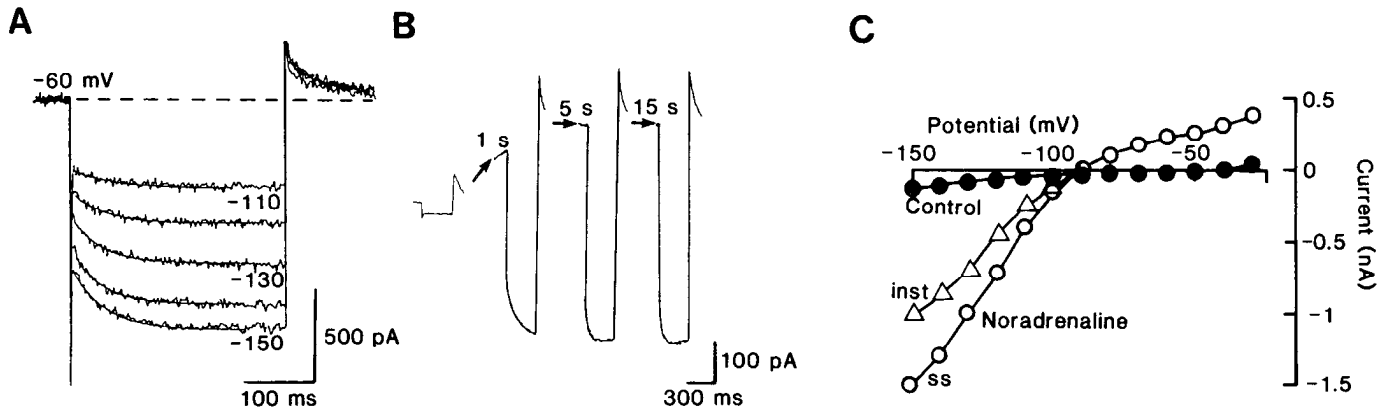 A
-60 mV
-110
-130
-150
500 pA
100 ms
B
1 s
5 s
15 s
100 pA
300 ms
C
Potential (mV)
-150
-100
-50
0.5
0
-0.5
-1
-1.5
Current (nA)
Control
inst
Noradrenaline
ss